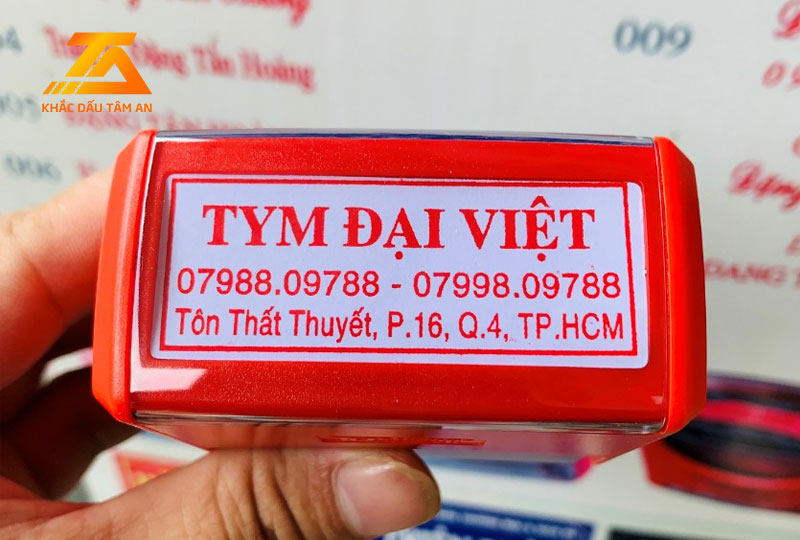 KHẮC DẤU TÂM AN
009
006
TYM ĐẠI VIỆT
07988.09788 - 07998.09788
Tôn Thất Thuyết, P.16, Q.4, TP.HCM